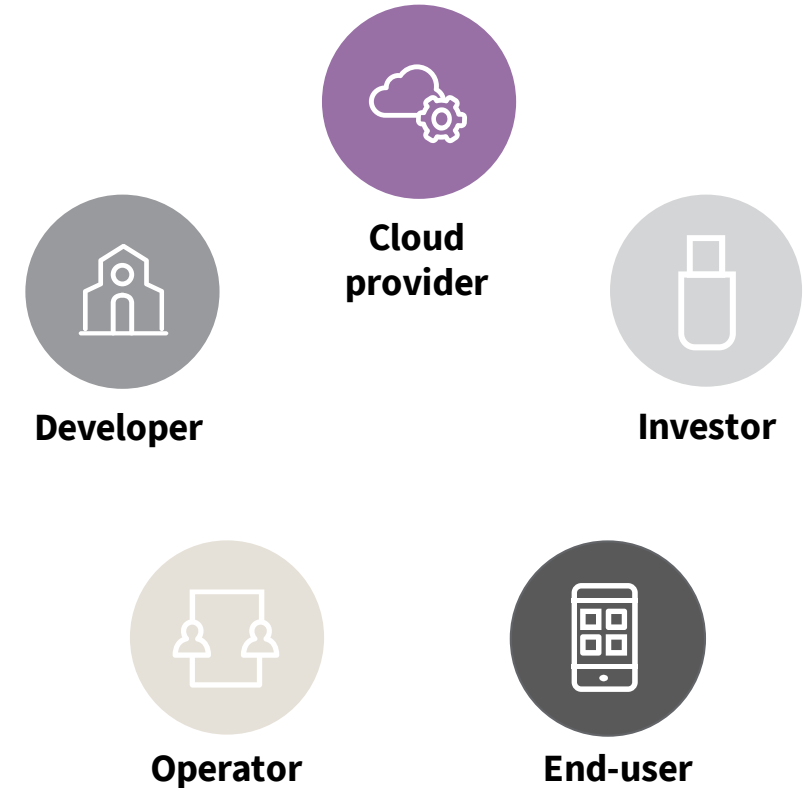 Cloud
provider
Developer
Investor
Operator
End-user